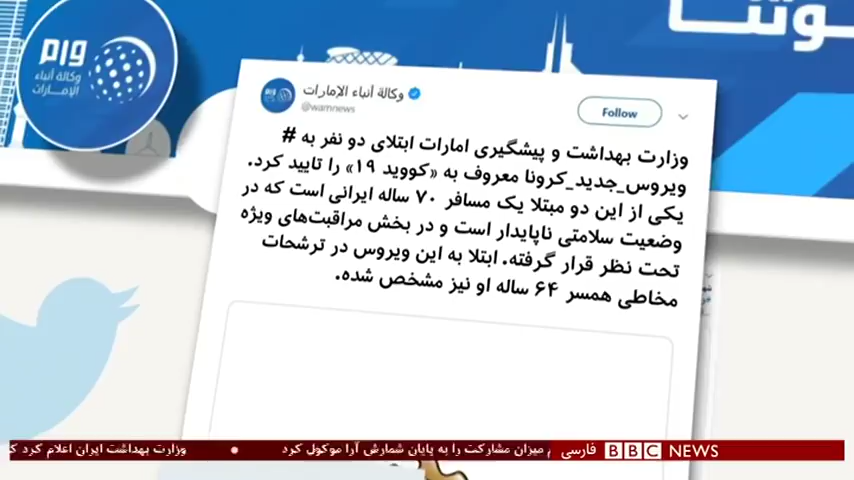 وام
وكالة أنباء
الإمارات
وكالة أنباء الإمارات
@wamnews
Follow
وزارت بهداشت و پیشگیری امارات ابتلای دو نفر به #
ویروس_جدید_کرونا معروف به «کووید ۱۹» را تایید کرد.
یکی از این دو مبتلا یک مسافر ۷۰ ساله ایرانی است که در
وضعیت سلامتی ناپایدار است و در بخش مراقبت‌های ویژه
تحت نظر قرار گرفته. ابتلا به این ویروس در ترشحات
مخاطی همسر ۶۴ ساله او نیز مشخص شده.
BBC NEWS فارسی
م میزان مشارکت را به پایان شمارش آرا موکول کرد • وزارت بهداشت ایران اعلام کرد ک